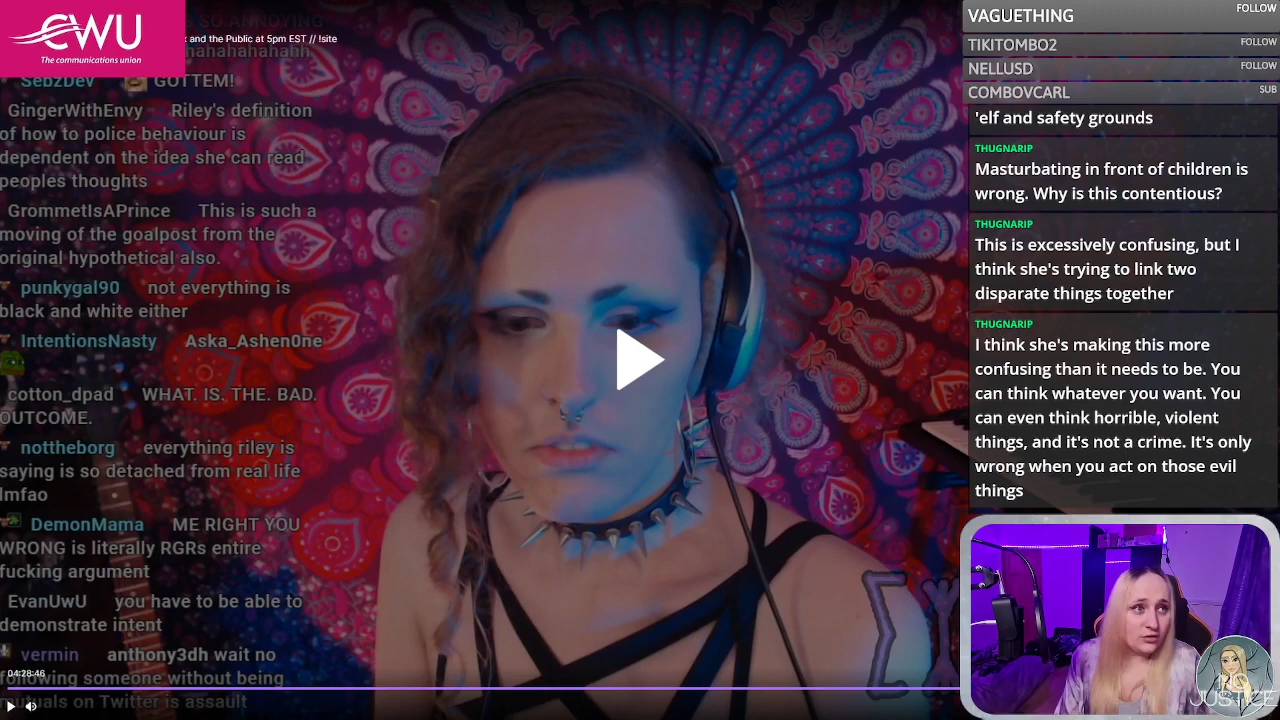 CWU
The communications union
S SO ANNOYING
and the Public at 5pm EST // !site
hahahahahahh
SebzDev GOTTEM!
GingerWithEnvy Riley's definition
of how to police behaviour is
dependent on the idea she can read
peoples thoughts
GrommetIsAPrince This is such a
moving of the goalpost from the
original hypothetical also.
punkygal90 not everything is
black and white either
IntentionsNasty Aska_Ashen0ne
cotton_dpad WHAT. IS. THE. BAD.
OUTCOME.
nottheborg everything riley is
saying is so detached from real life
lmfao
DemonMama ME RIGHT YOU
WRONG is literally RGRs entire
fucking argument
EvanUwU you have to be able to
demonstrate intent
vermin anthony3dh wait no
someone without being
on Twitter is assault
04:28:46
VAGUETHING FOLLOW
TIKITOMBO2 FOLLOW
NELLUSD FOLLOW
COMBOVCARL SUB
'elf and safety grounds
THUGNARIP
Masturbating in front of children is
wrong. Why is this contentious?
THUGNARIP
This is excessively confusing, but I
think she's trying to link two
disparate things together
THUGNARIP
I think she's making this more
confusing than it needs to be. You
can think whatever you want. You
can even think horrible, violent
things, and it's not a crime. It's only
wrong when you act on those evil
things
JUSTICE